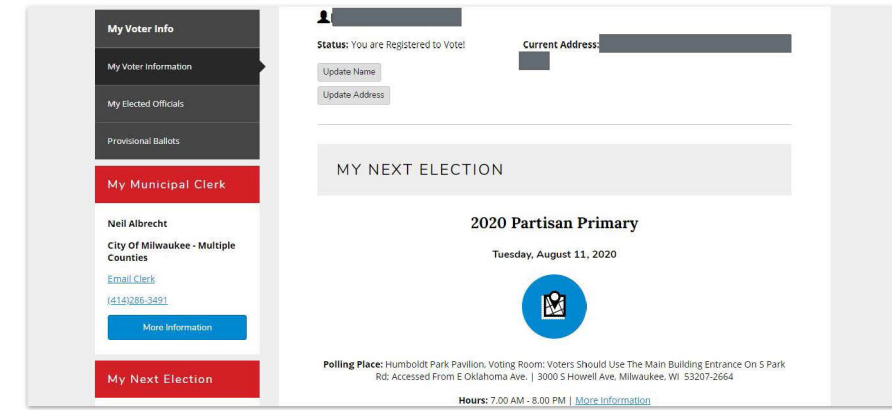 My Voter Info
My Voter Information
My Elected Officials
Provisional Ballots
My Municipal Clerk
Neil Albrecht
City Of Milwaukee - Multiple
Counties
Email Clerk
(414)286-3491
More Information
My Next Election
Status: You are Registered to Vote!
Current Address:
Update Name
Update Address
MY NEXT ELECTION
2020 Partisan Primary
Tuesday, August 11, 2020
Polling Place: Humboldt Park Pavilion, Voting Room: Voters Should Use The Main Building Entrance On S Park
Rd; Accessed From E Oklahoma Ave. | 3000 S Howell Ave, Milwaukee, WI 53207-2664
Hours: 7.00 AM - 8.00 PM | More Information